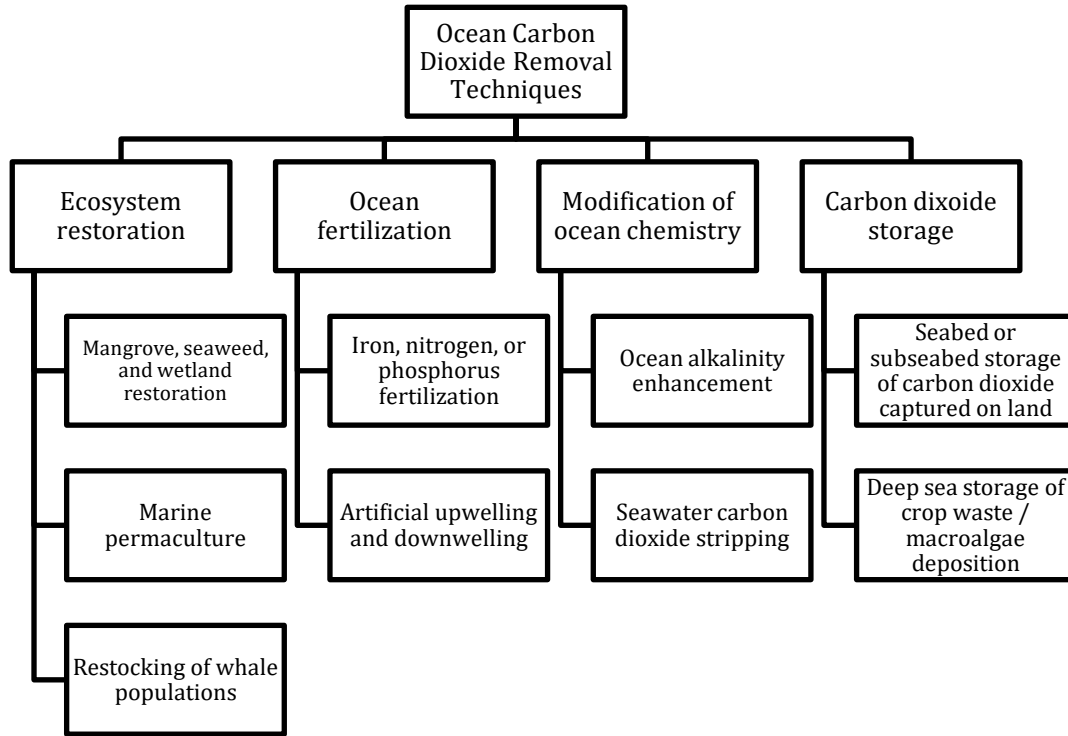 Ocean Carbon
Dioxide Removal
Techniques
Ecosystem
restoration
Ocean
fertilization
Modification of
ocean chemistry
Carbon dixoide
storage
Mangrove, seaweed,
and wetland
restoration
Iron, nitrogen, or
phosphorus
fertilization
Ocean alkalinity
enhancement
Seabed or
subseabed storage
of carbon dioxide
captured on land
Marine
permaculture
Artificial upwelling
and downwelling
Seawater carbon
dioxide stripping
Deep sea storage of
crop waste /
macroalgae
deposition
Restocking of whale
populations